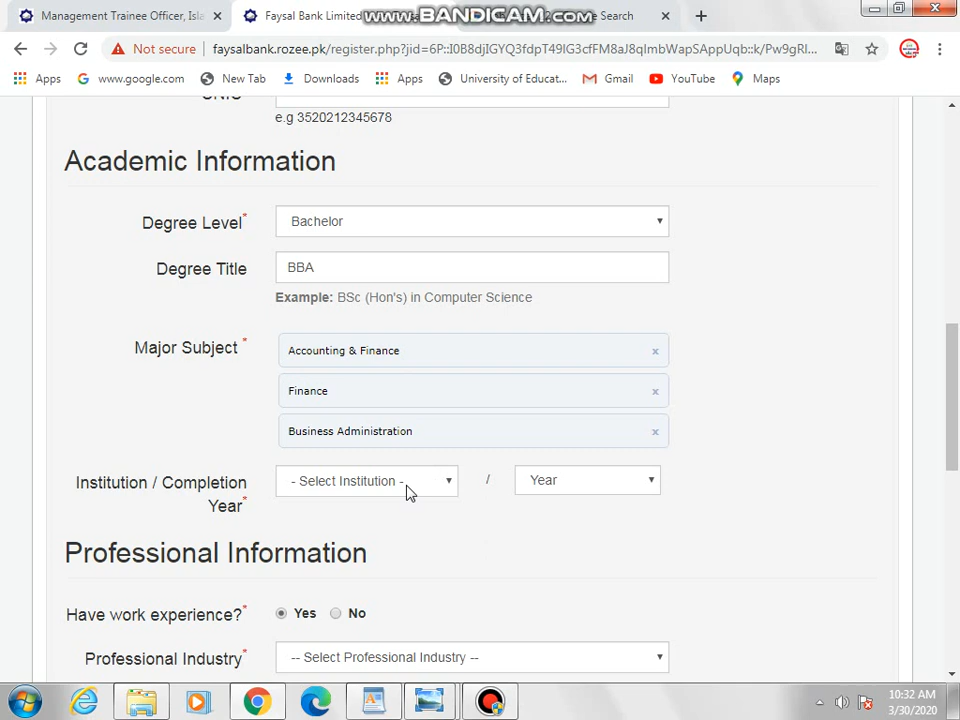 Management Trainee Officer, Isla
Faysal Bank Limited
www.BANDICAM.com
e Search
Not secure
faysalbank.rozee.pk/register.php?jid=6P::I0B8djIGYQ3fdpT49IG3cfFM8aJ8qImbWapSAppUqb::k/Pw9gRl...
Apps
www.google.com
New Tab
Downloads
Apps
University of Educat...
Gmail
YouTube
Maps
e.g 3520212345678
Academic Information
Degree Level*
Bachelor
Degree Title
BBA
Example: BSc (Hon's) in Computer Science
Major Subject *
Accounting & Finance x
Finance x
Business Administration x
Institution / Completion
Year*
- Select Institution -
/
Year
Professional Information
Have work experience?*
Yes
No
Professional Industry*
-- Select Professional Industry --
10:32 AM
3/30/2020